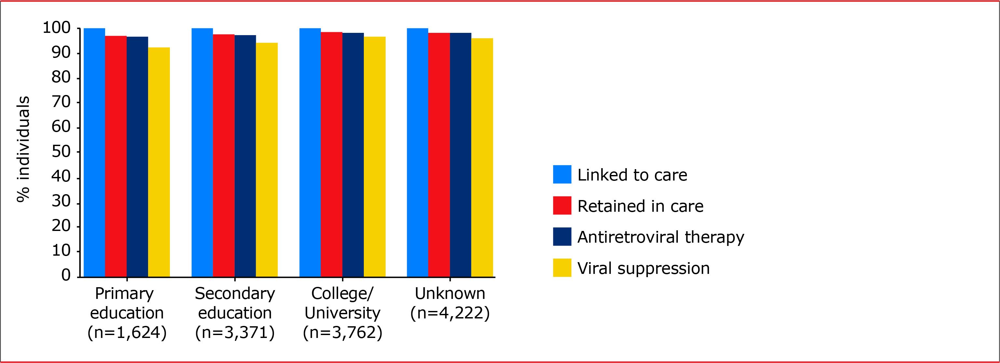 % individuals
100
90
80
70
60
50
40
30
20
10
0
Primary
education
(n=1,624)
Secondary
education
(n=3,371)
College/
University
(n=3,762)
Unknown
(n=4,222)
Linked to care
Retained in care
Antiretroviral therapy
Viral suppression